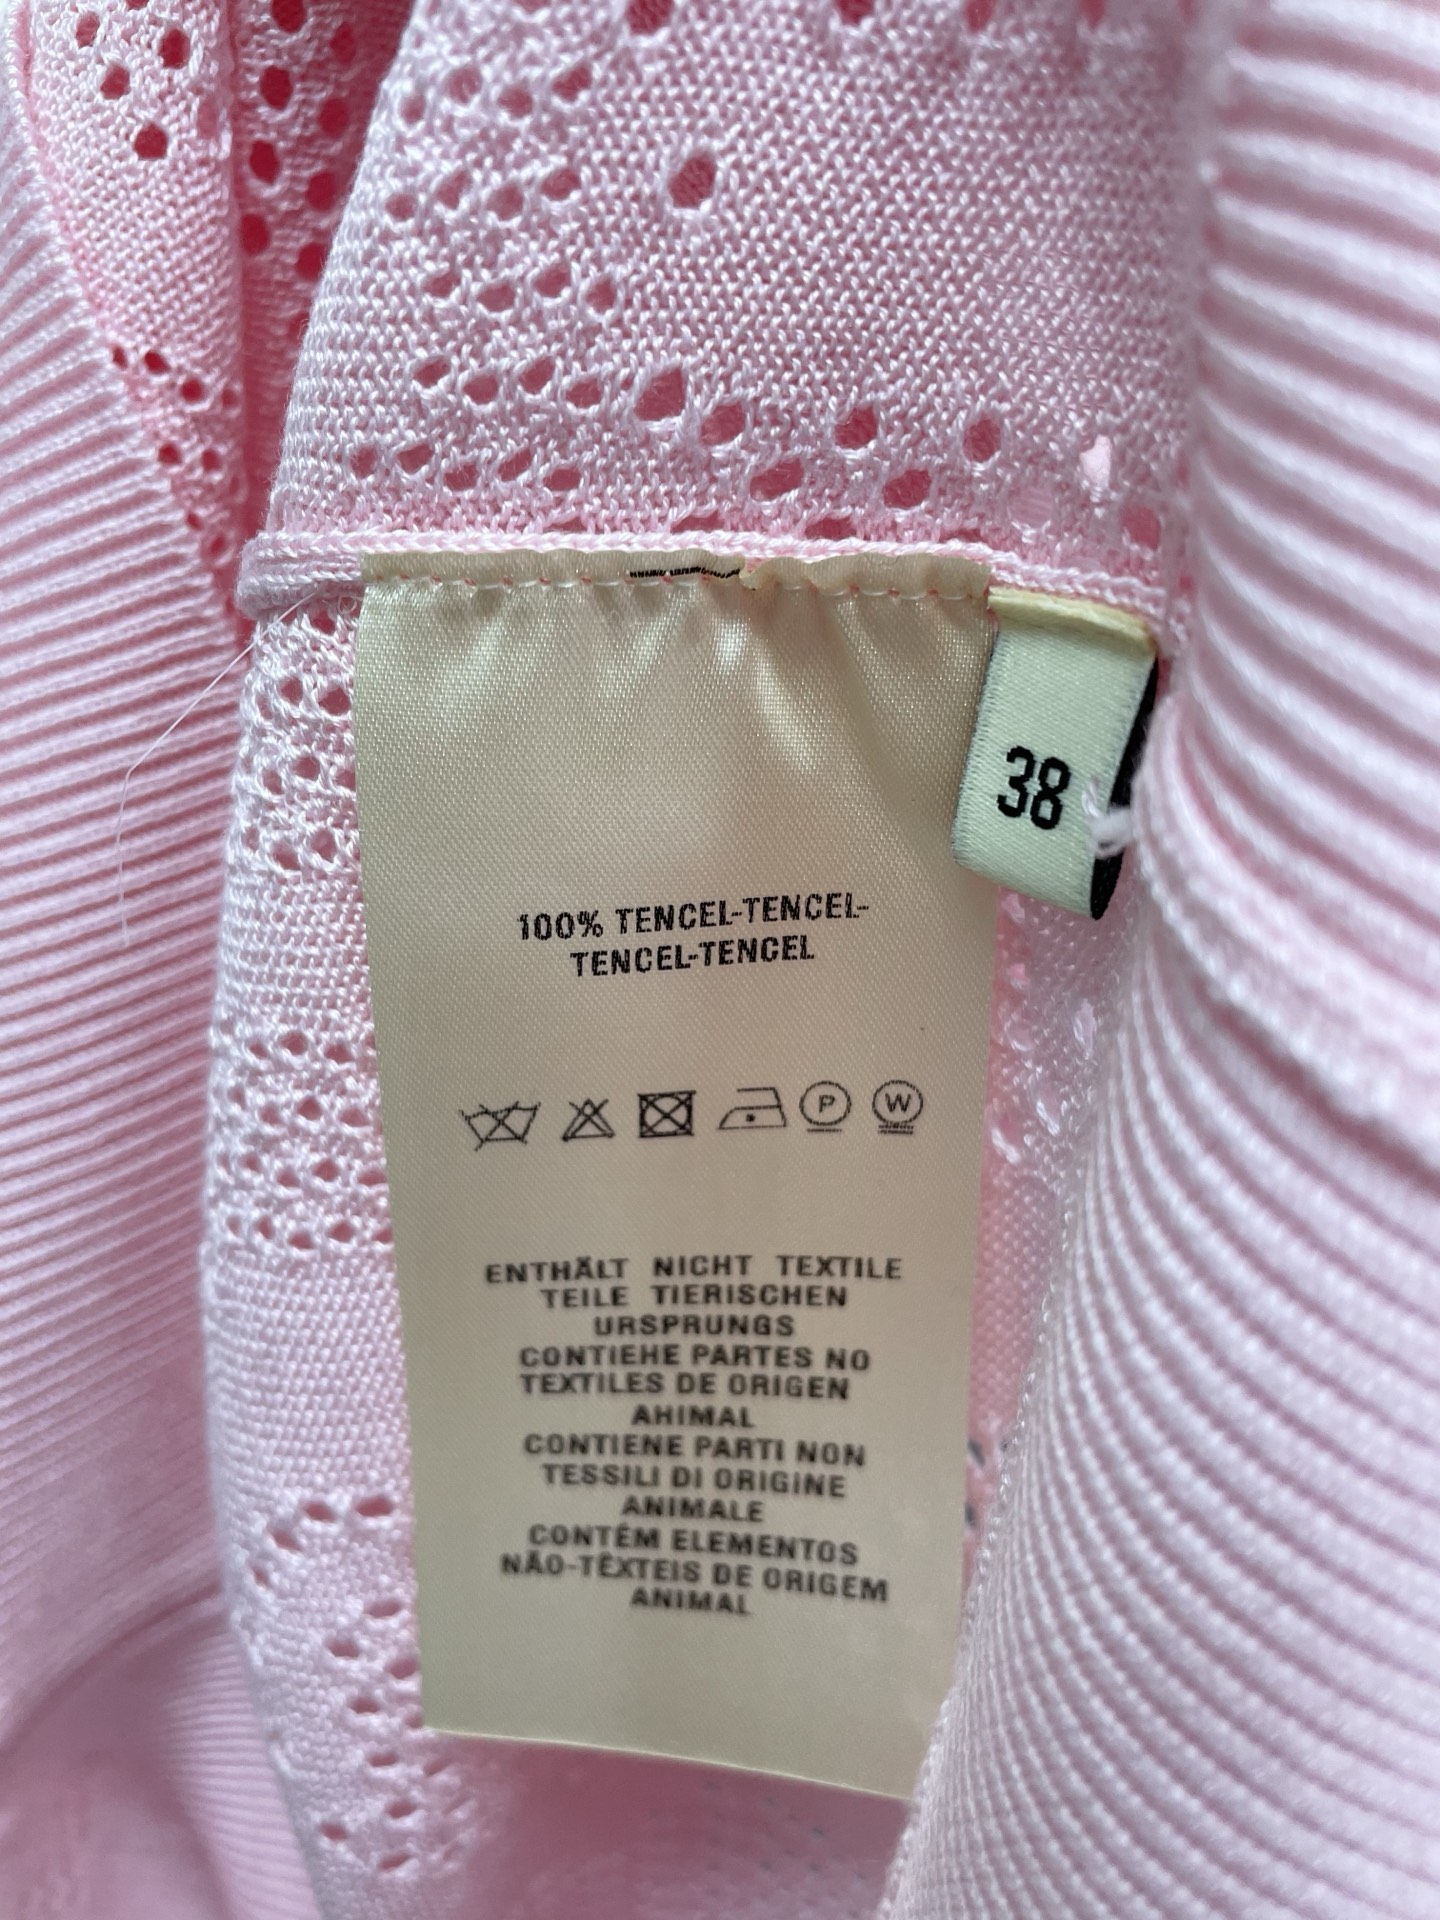 38
100% TENCEL-TENCEL-
TENCEL-TENCEL
P
W
ENTHÄLT NICHT TEXTILE
TEILE TIERISCHEN
URSPRUNGS
CONTIEHE PARTES NO
TEXTILES DE ORIGEN
AHIMAL
CONTIENE PARTI NON
TESSILI DI ORIGINE
ANIMALE
CONTÊM ELEMENTOS
NÃO-TÊXTEIS DE ORIGEM
ANIMAL